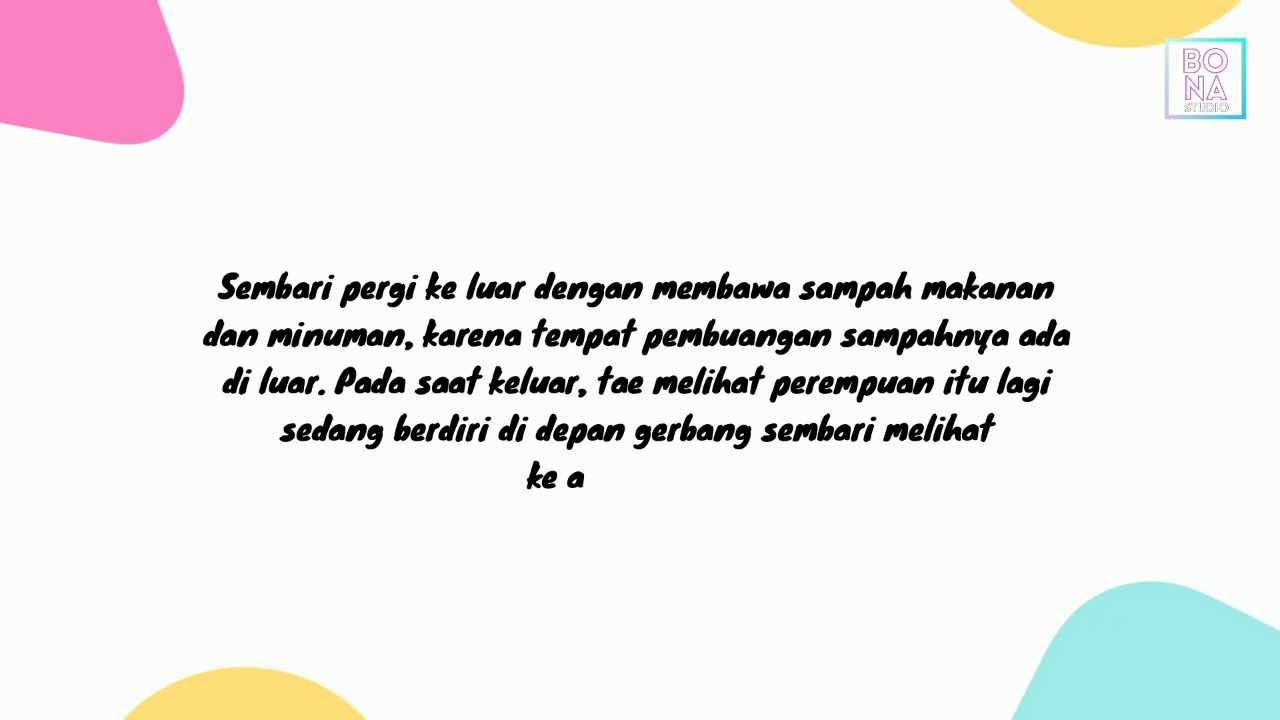 BO
NA
STUDIO
Sembari pergi ke luar dengan membawa sampah makanan
dan minuman, karena tempat pembuangan sampahnya ada
di luar. Pada saat keluar, tae melihat perempuan itu lagi
sedang berdiri di depan gerbang sembari melihat
ke a